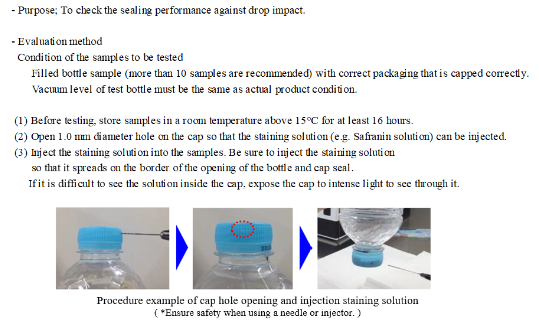 - Purpose; To check the sealing performance against drop impact.
- Evaluation method
Condition of the samples to be tested
Filled bottle sample (more than 10 samples are recommended) with correct packaging that is capped correctly.
Vacuum level of test bottle must be the same as actual product condition.
(1) Before testing, store samples in a room temperature above 15℃ for at least 16 hours.
(2) Open 1.0 mm diameter hole on the cap so that the staining solution (e.g. Safranin solution) can be injected.
(3) Inject the staining solution into the samples. Be sure to inject the staining solution
so that it spreads on the border of the opening of the bottle and cap seal.
If it is difficult to see the solution inside the cap, expose the cap to intense light to see through it.
Procedure example of cap hole opening and injection staining solution
( *Ensure safety when using a needle or injector. )